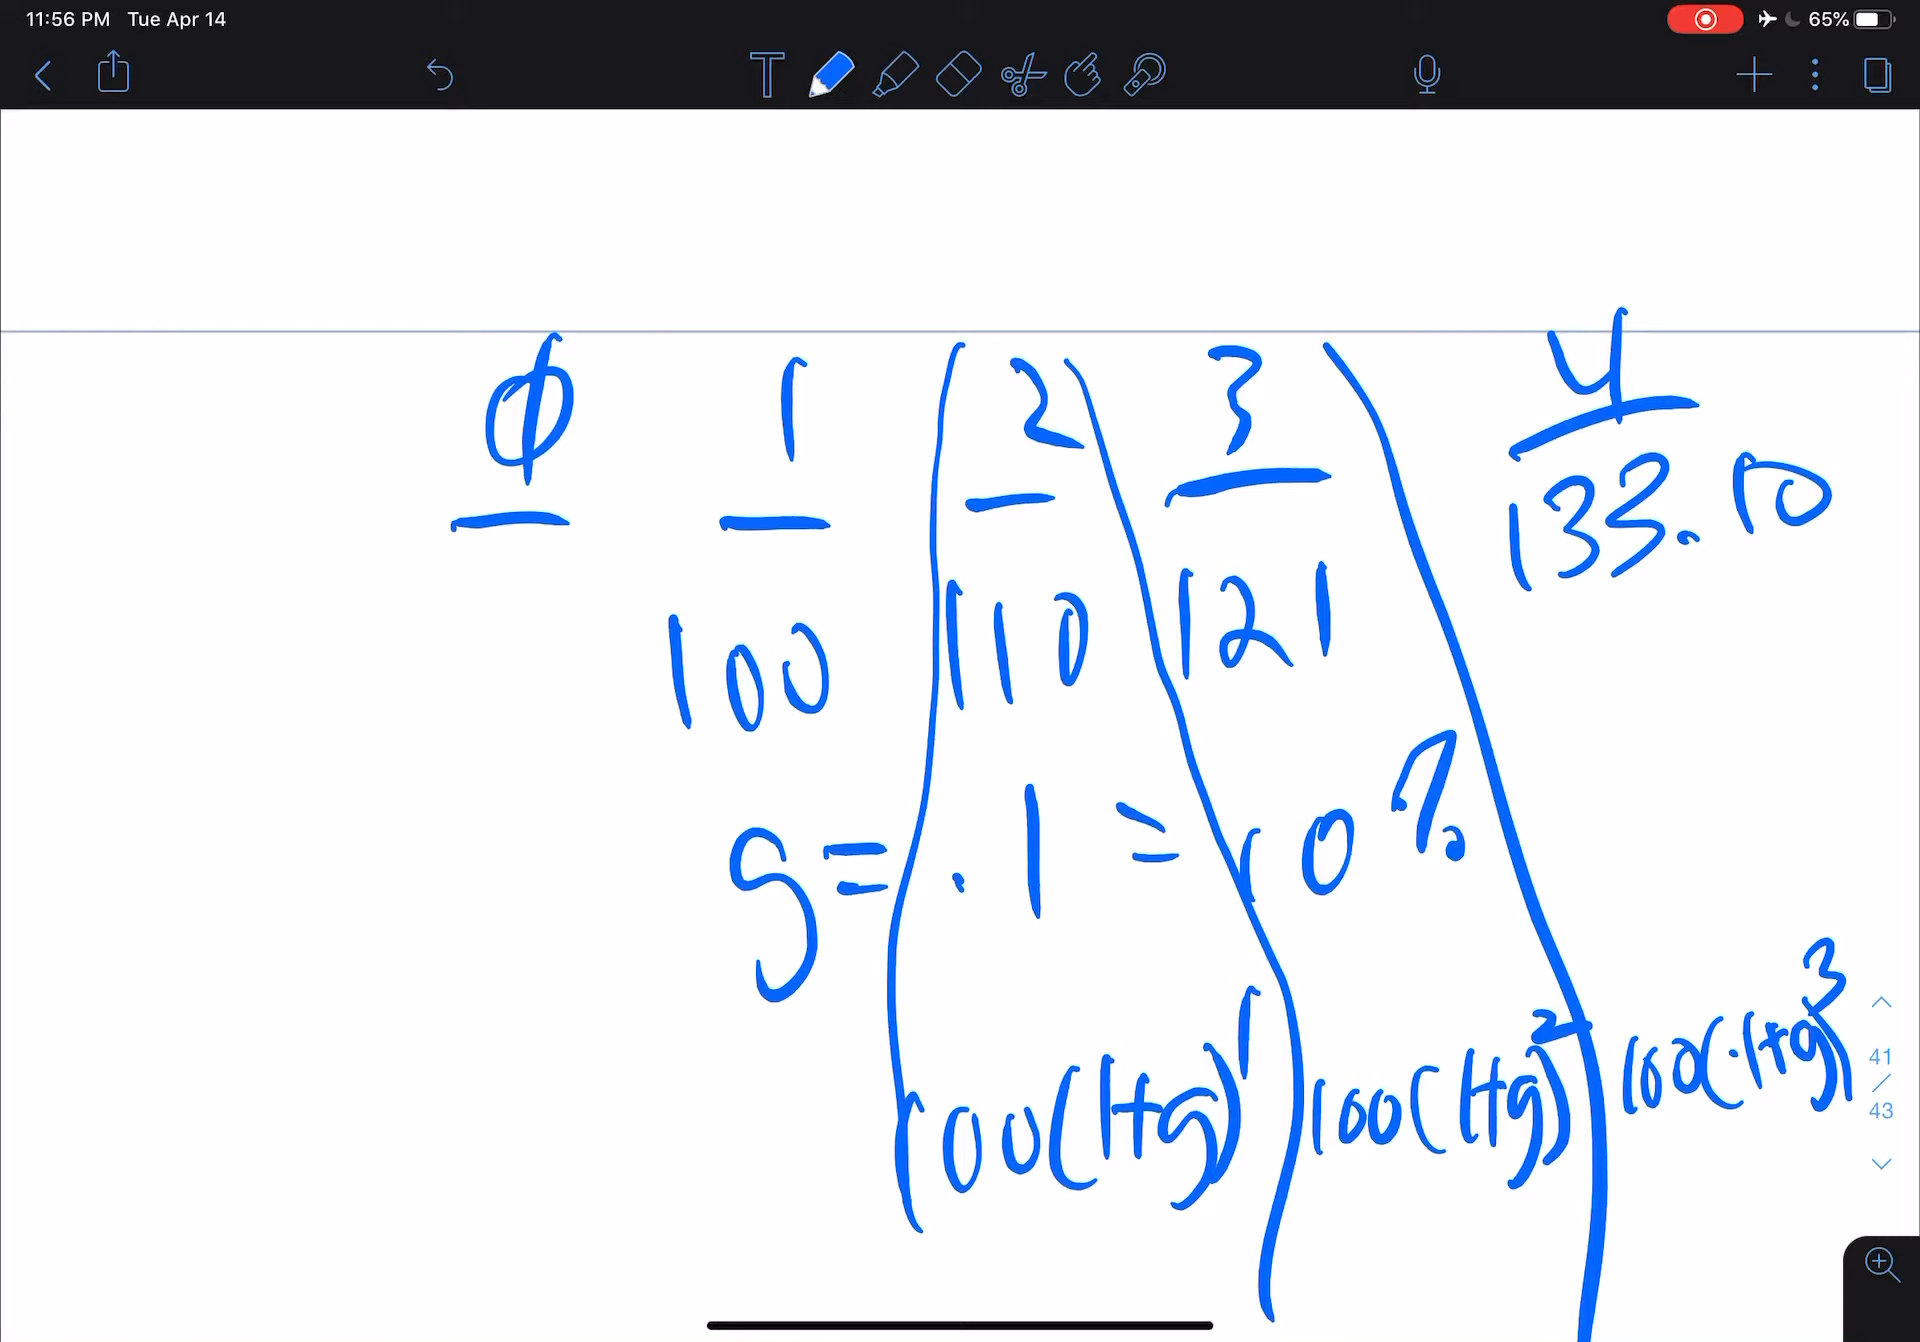 11:56 PM Tue Apr 14
65%
T
0 1 2 3 4
100 110 121 133.10
g = .1 = 10%
100(1+g)^1 100(1+g)^2 100(1+g)^3
41
/
43